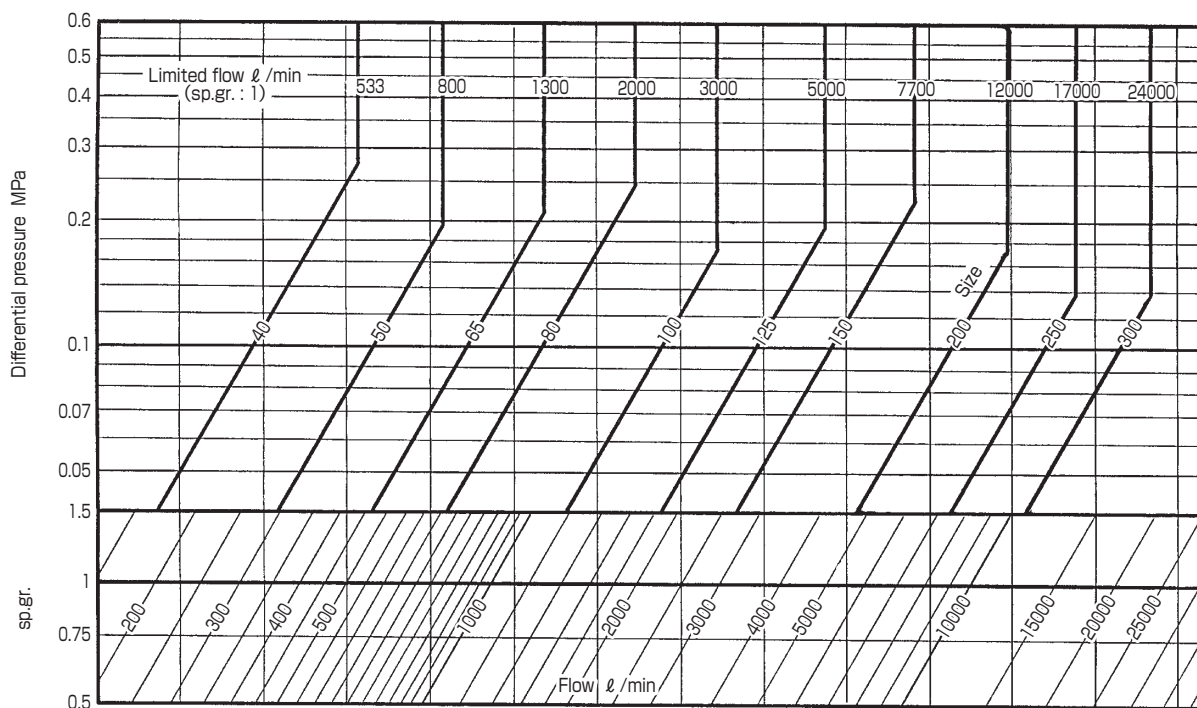 0.6
0.5
Limited flow ℓ/min
(sp.gr. : 1)
533 800 1300 2000 3000 5000 7700 12000 17000 24000
0.4
0.3
Differential pressure MPa
0.2
Size
40 50 65 80 100 125 150 200 250 300
0.1
0.07
0.05
1.5
1
sp.gr.
200 300 400 500 1000 2000 3000 4000 5000 10000 15000 20000 25000
0.75
Flow ℓ/min
0.5